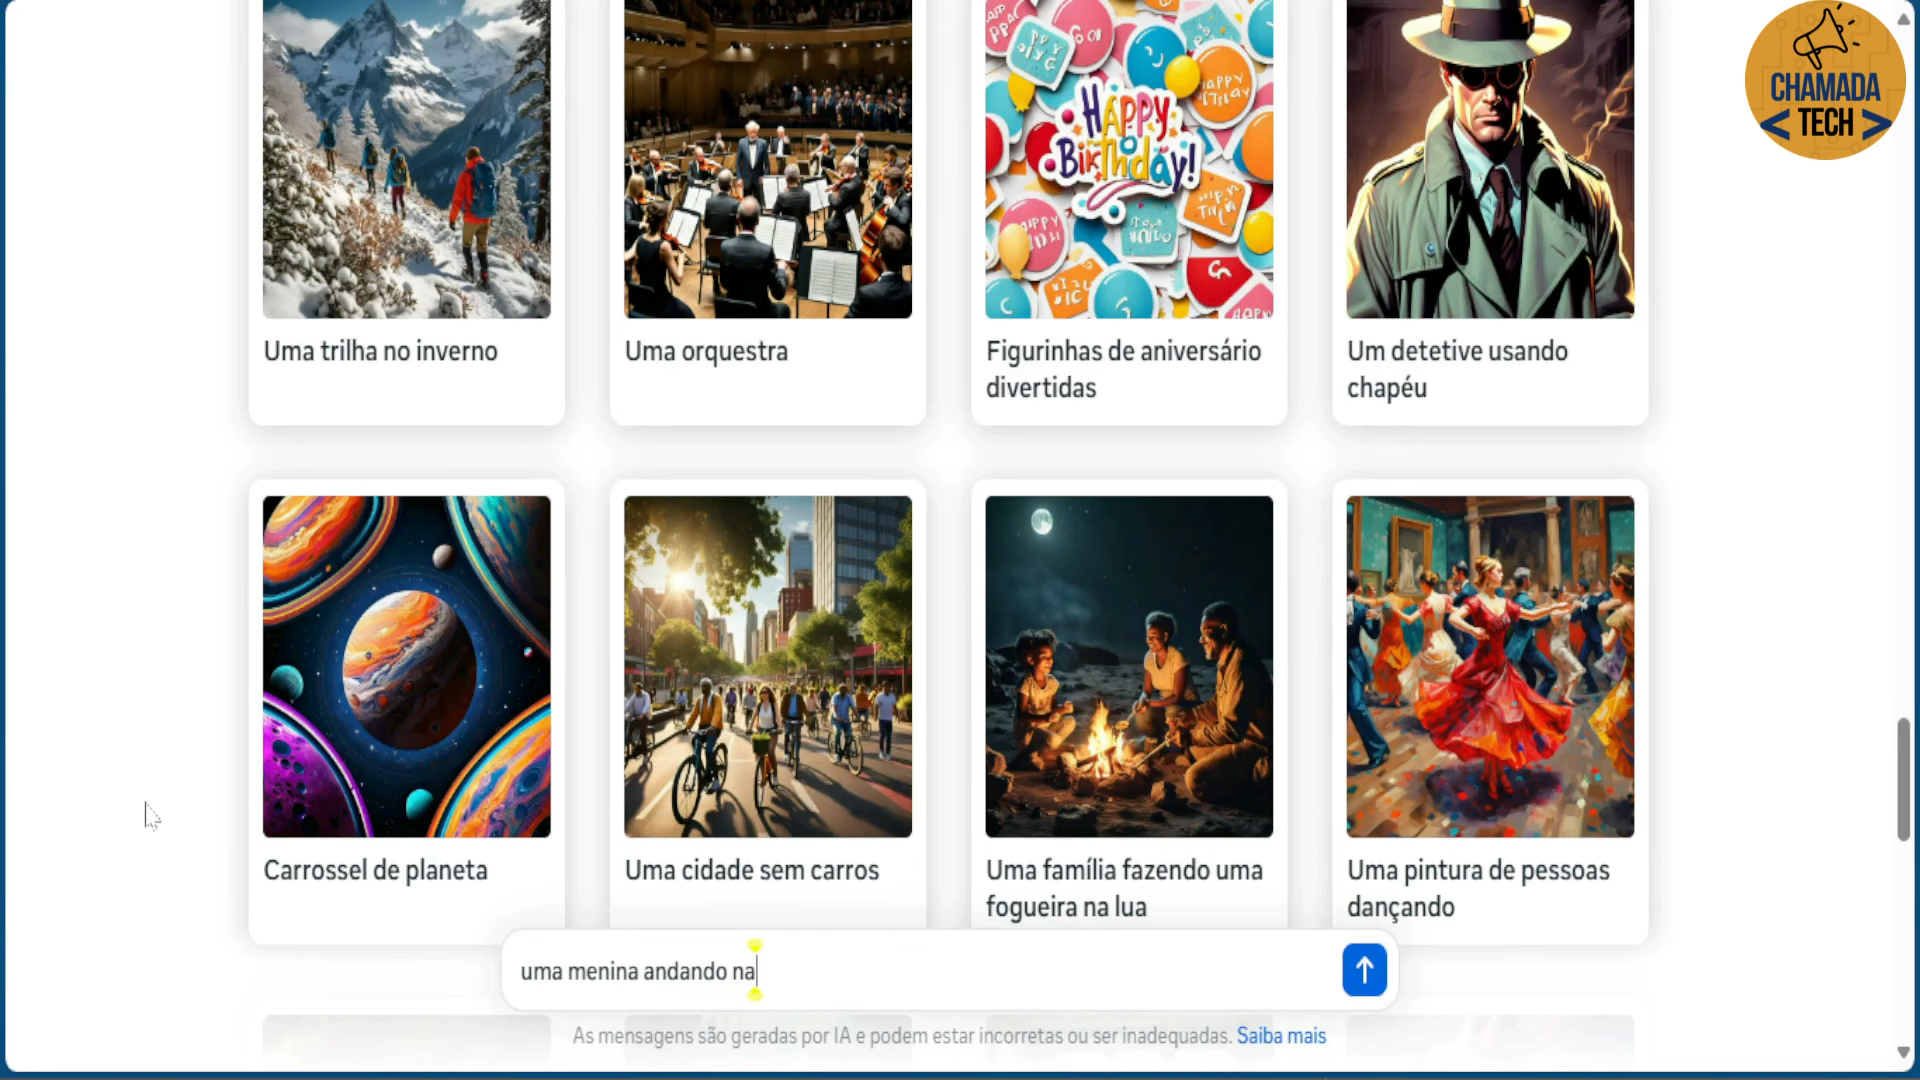 CHAMADA
TECH
HAPPY
BiRthday!
Uma trilha no inverno
Uma orquestra
Figurinhas de aniversário
divertidas
Um detetive usando
chapéu
Carrossel de planeta
Uma cidade sem carros
Uma família fazendo uma
fogueira na lua
Uma pintura de pessoas
dançando
uma menina andando na
As mensagens são geradas por IA e podem estar incorretas ou ser inadequadas. Saiba mais